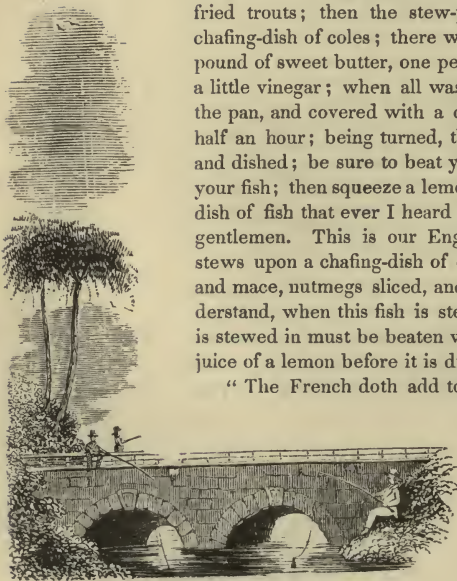 fried trouts; then the stew-
chafing-dish of coles; there w
pound of sweet butter, one pe
a little vinegar; when all was
the pan, and covered with a c
half an hour; being turned, th
and dished; be sure to beat y
your fish; then squeeze a lemo
dish of fish that ever I heard
gentlemen. This is our Eng
stews upon a chafing-dish of
and mace, nutmegs sliced, and
derstand, when this fish is ste
is stewed in must be beaten w
juice of a lemon before it is d
“ The French doth add to